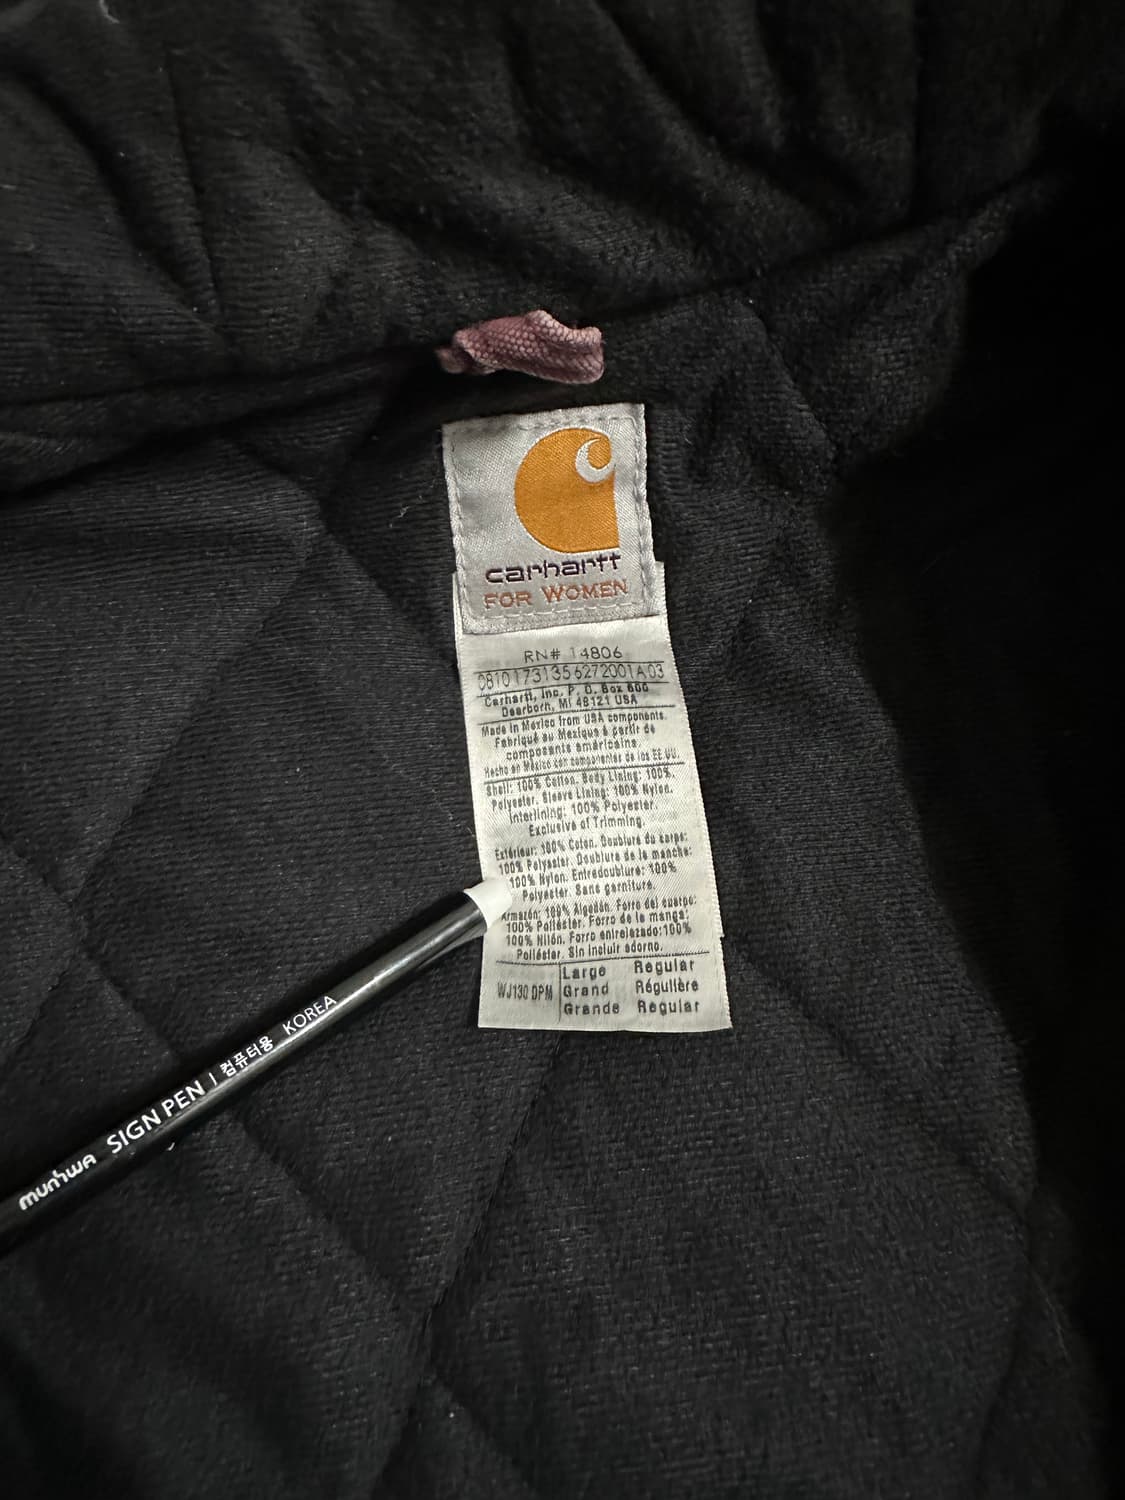 carhartt
FOR WOMEN
RN# 14806
08101731356272001A03
Carhartt, Inc. P. O. Box 600
Dearborn, MI 48121 USA
Made in Mexico from USA components.
Fabriqué au Mexique à partir de
composants américains.
Hecho en México con componentes de los EE.UU.
Shell: 100% Cotton. Body Lining: 100%
Polyester. Sleeve Lining: 100% Nylon.
Interlining: 100% Polyester.
Exclusive of Trimming.
Extérieur: 100% Coton. Doublure du corps:
100% Polyester. Doublure de la manche:
100% Nylon. Entredoublure: 100%
Polyester. Sans garniture.
Armazón: 100% Algodón. Forro del cuerpo:
100% Poliéster. Forro de la manga:
100% Nilón. Forro entrelazado:100%
Poliéster. Sin incluir adorno.
WJ130 DPM
Large Regular
Grand Régulière
Grande Regular
munhwa SIGN PEN | 컴퓨터용 KOREA